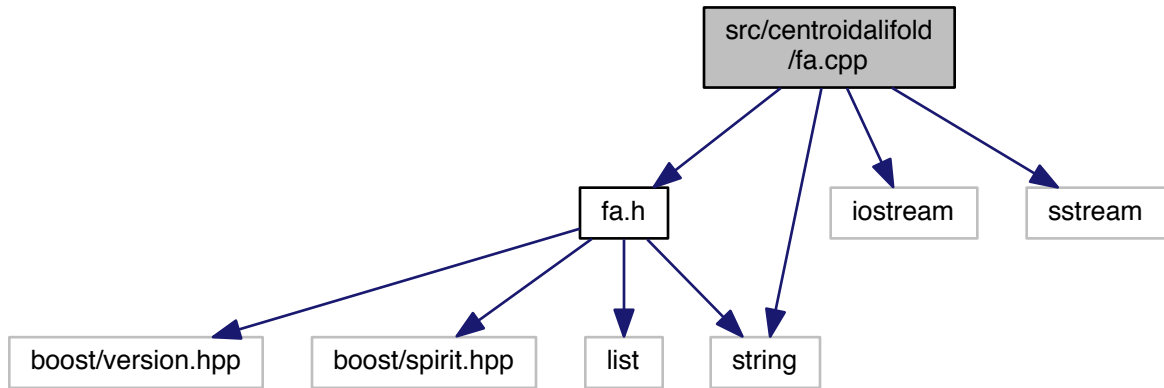 src/centroidalifold
/fa.cpp
fa.h
iostream
sstream
boost/version.hpp
boost/spirit.hpp
list
string